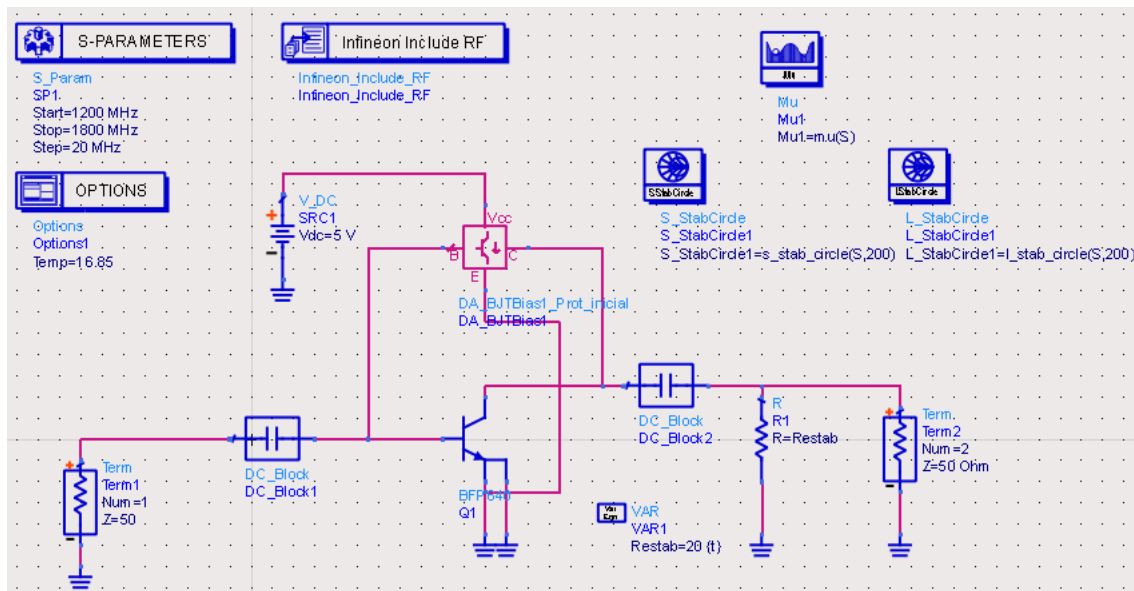 S-PARAMETERS
S_Param
SP1
Start=1200 MHz
Stop=1800 MHz
Step=20 MHz
OPTIONS
Options
Options1
Temp=16.85
Infineon Include RF
Infineon_Include_RF
Infineon_Include_RF
Mu
Mu
Mu1
Mu1=mu(S)
V_DC
SRC1
Vdc=5 V
Vcc
B
C
E
DA_BJTBias1_Prot_inicial
DA_BJTBias1
SStabCircle
S_StabCircle
S_StabCircle1
S_StabCircle1=s_stab_circle(S,200)
LStabCircle
L_StabCircle
L_StabCircle1
L_StabCircle1=l_stab_circle(S,200)
Term
Term1
Num=1
Z=50
DC_Block
DC_Block1
BFP640
Q1
DC_Block
DC_Block2
R
R1
R=Restab
Term
Term2
Num=2
Z=50 Ohm
Var
Eqn
VAR
VAR1
Restab=20 {t}